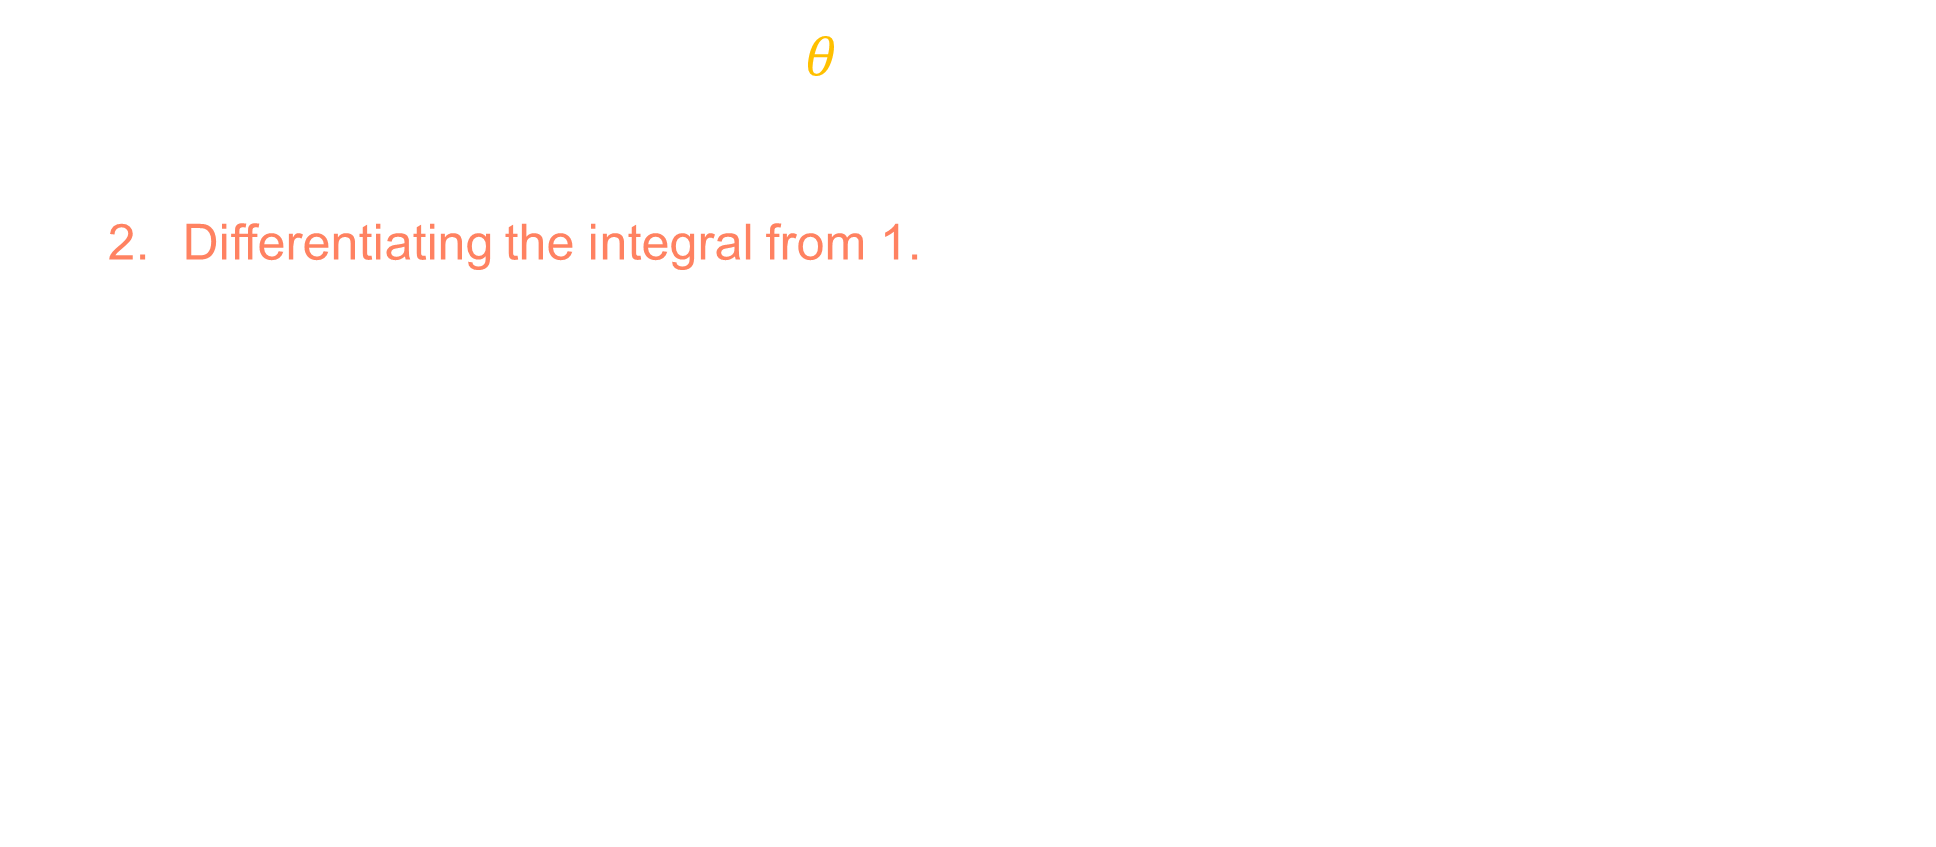 θ
2. Differentiating the integral from 1.